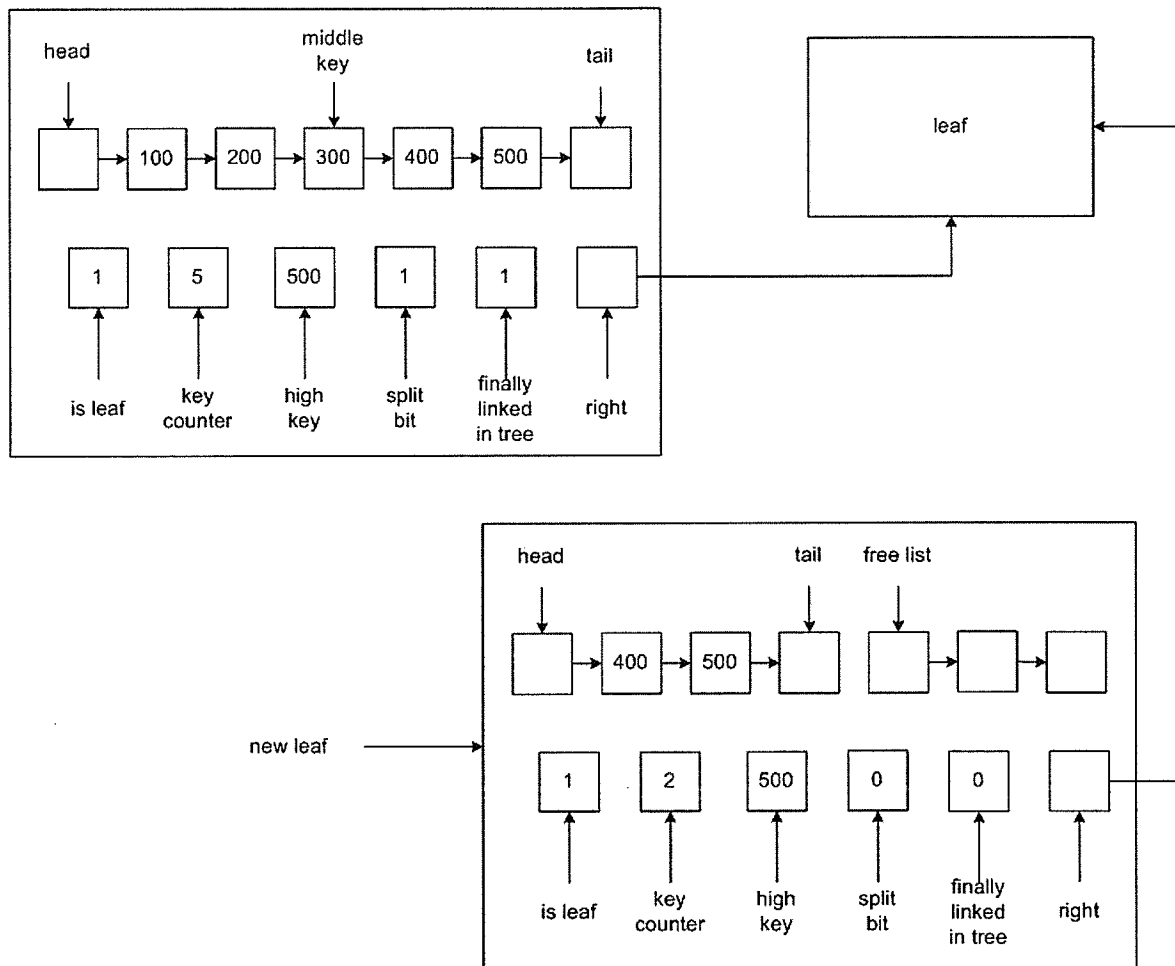 head
middle
key
tail
100 200 300 400 500
leaf
1 5 500 1 1
is leaf
key
counter
high
key
split
bit
finally
linked
in tree
right
head
tail
free list
400 500
new leaf
1 2 500 0 0
is leaf
key
counter
high
key
split
bit
finally
linked
in tree
right